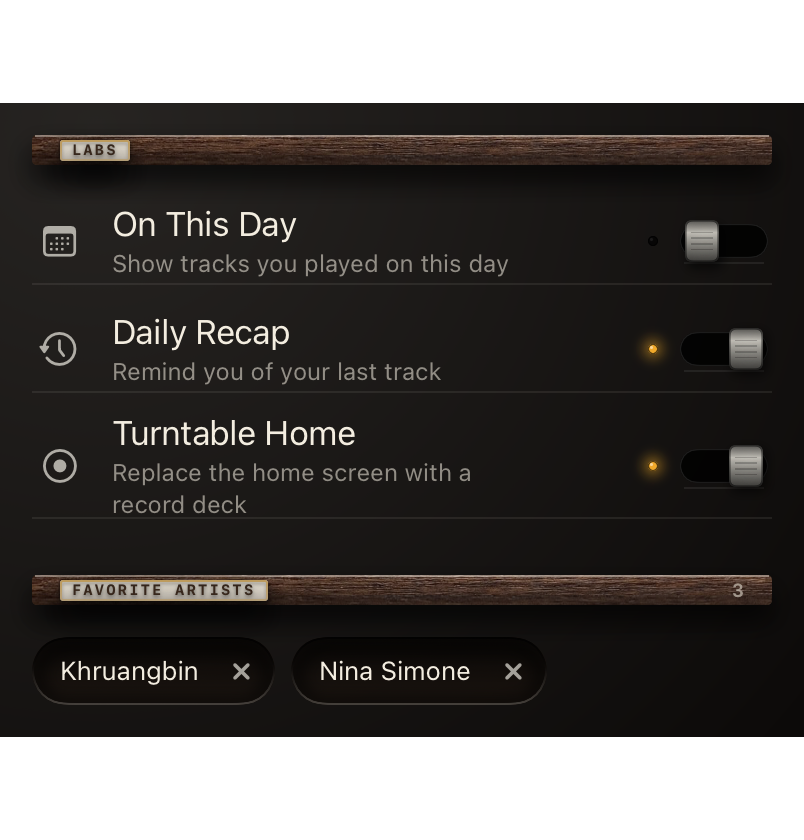 LABS
On This Day
Show tracks you played on this day
Daily Recap
Remind you of your last track
Turntable Home
Replace the home screen with a
record deck
FAVORITE ARTISTS 3
Khruangbin Nina Simone